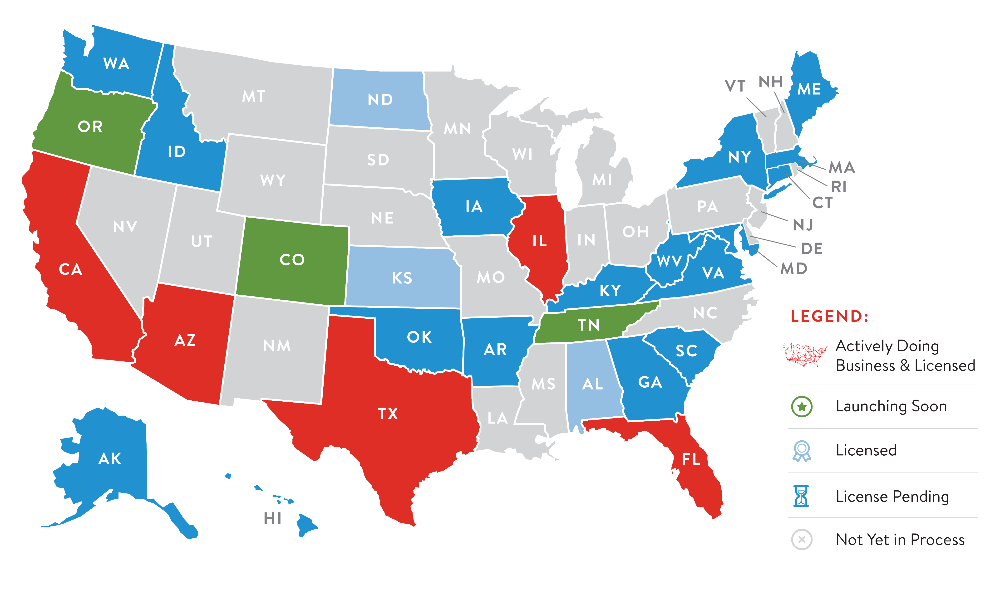 WA
MT
ND
MN
VT
NH
ME
OR
ID
WY
SD
WI
MI
NY
MA
RI
CT
NV
UT
CO
NE
IA
IL
IN
OH
PA
NJ
DE
MD
CA
KS
MO
KY
WV
VA
AZ
NM
OK
AR
TN
NC
SC
TX
LA
MS
AL
GA
FL
AK
HI
LEGEND:
Actively Doing
Business & Licensed
Launching Soon
Licensed
License Pending
Not Yet in Process